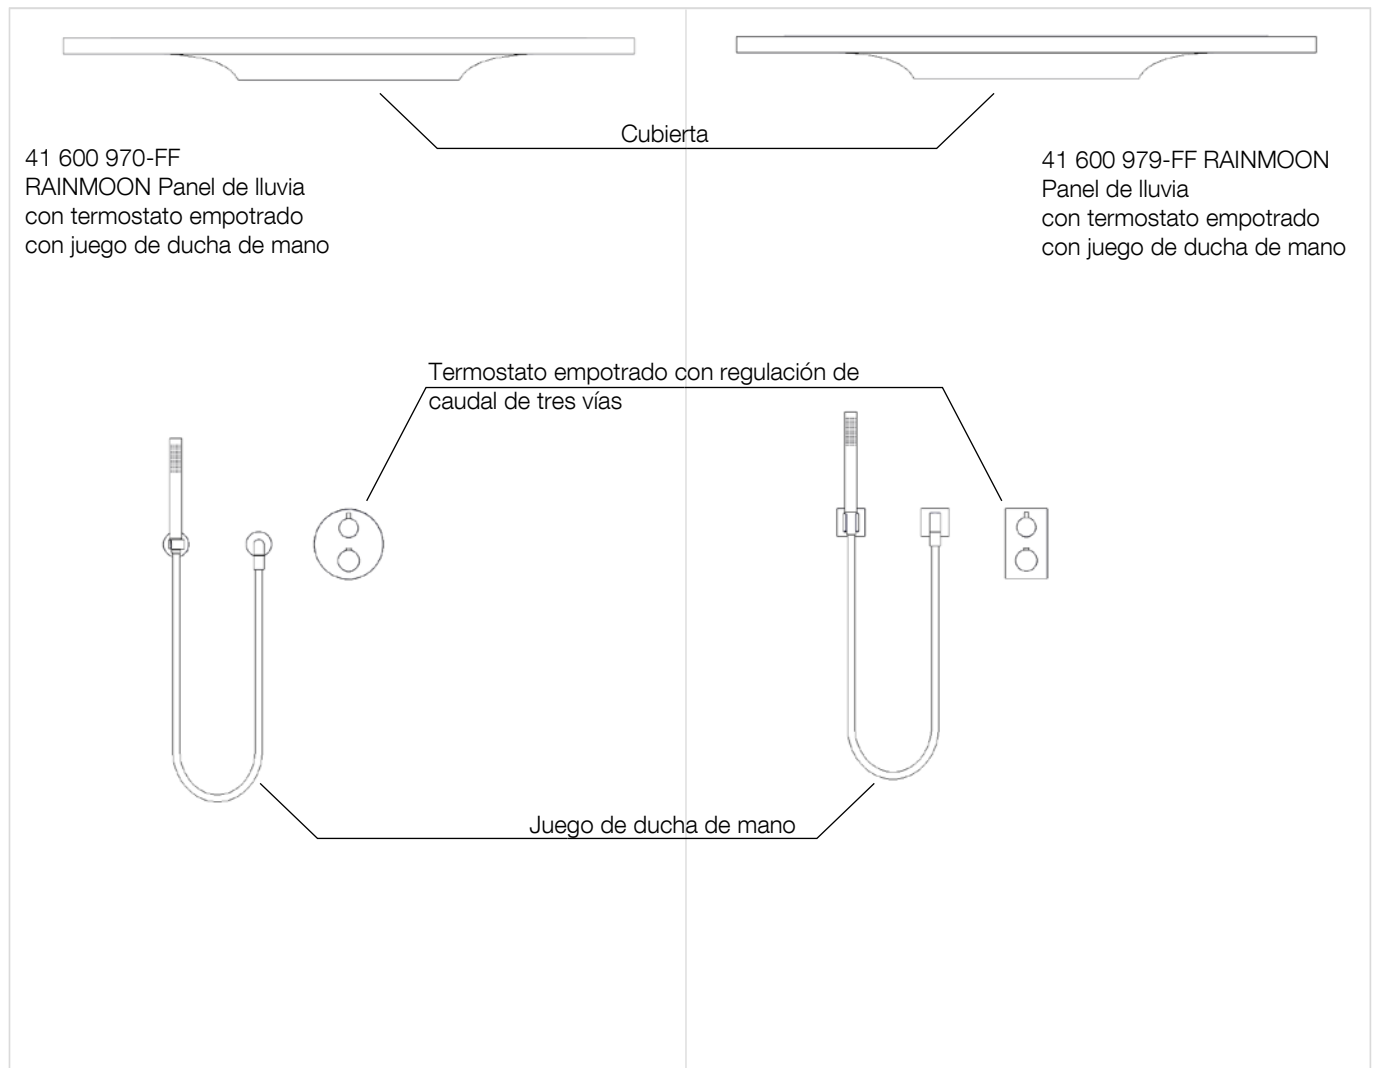 Cubierta
41 600 970-FF
RAINMOON Panel de lluvia
con termostato empotrado
con juego de ducha de mano
41 600 979-FF RAINMOON
Panel de lluvia
con termostato empotrado
con juego de ducha de mano
Termostato empotrado con regulación de
caudal de tres vías
Juego de ducha de mano